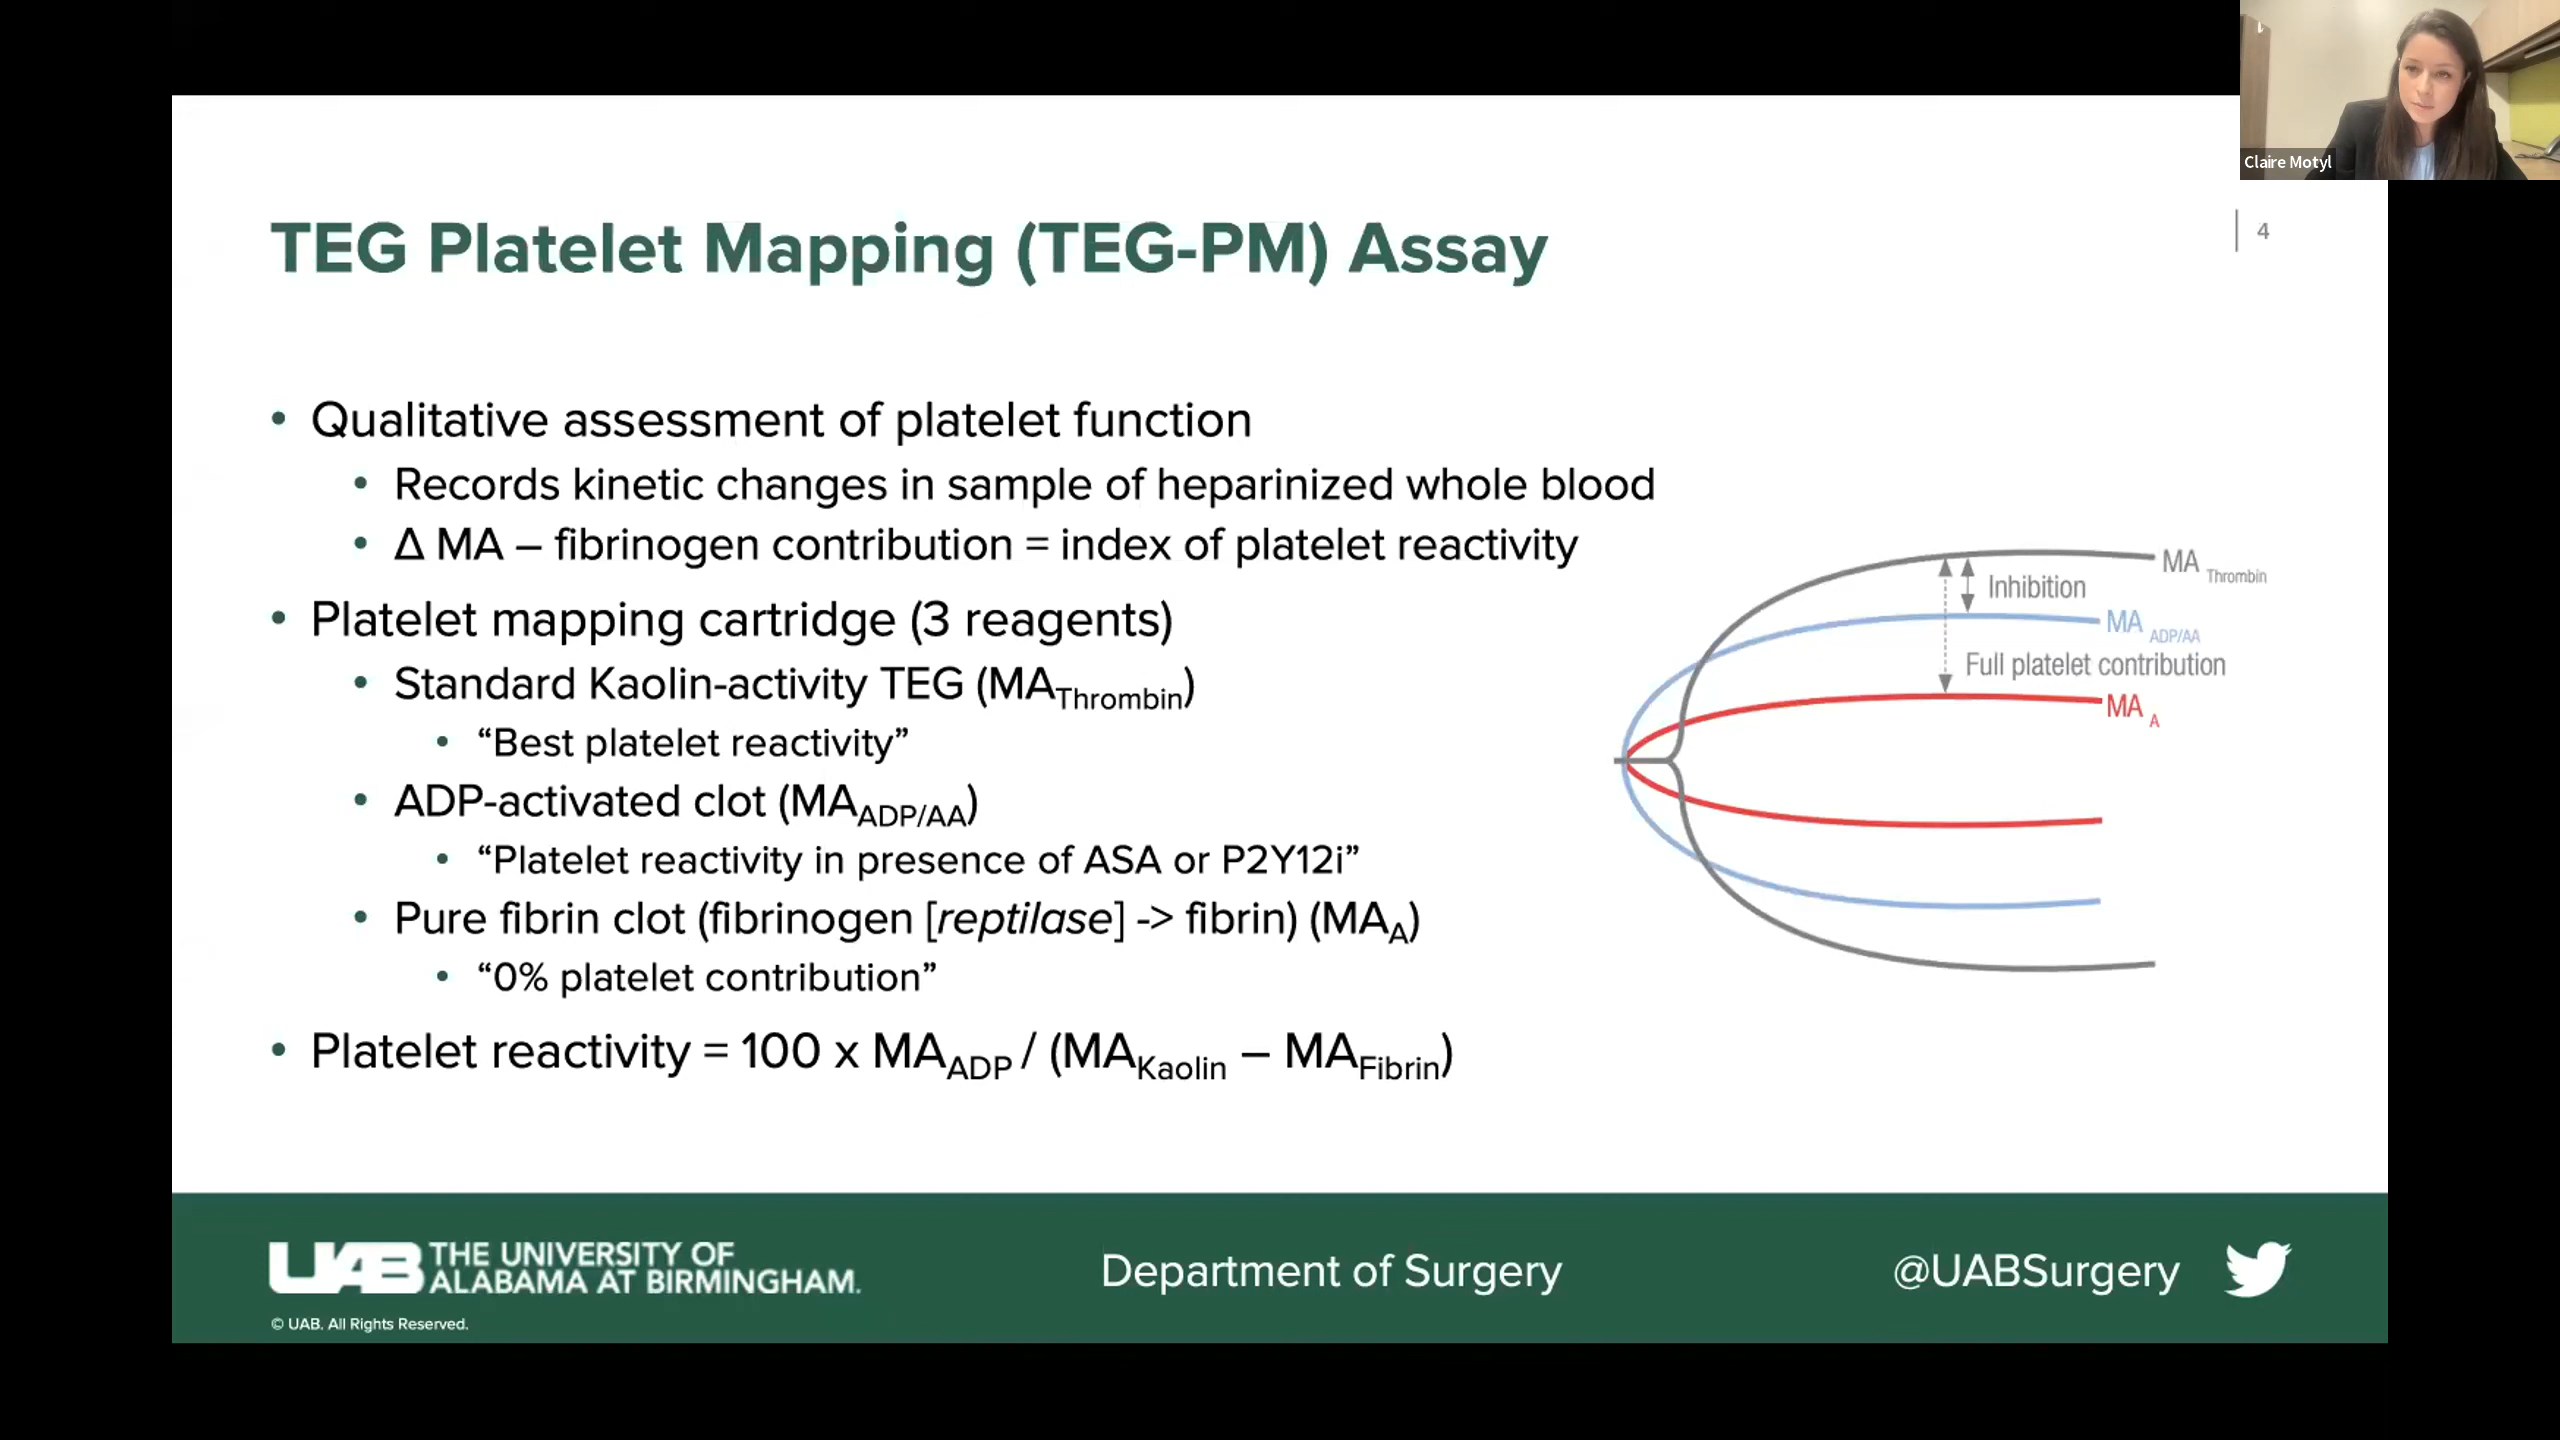 Claire Motyl
TEG Platelet Mapping (TEG-PM) Assay
4
• Qualitative assessment of platelet function
• Records kinetic changes in sample of heparinized whole blood
• Δ MA – fibrinogen contribution = index of platelet reactivity
• Platelet mapping cartridge (3 reagents)
• Standard Kaolin-activity TEG (MAThrombin)
• “Best platelet reactivity”
• ADP-activated clot (MAADP/AA)
• “Platelet reactivity in presence of ASA or P2Y12i”
• Pure fibrin clot (fibrinogen [reptilase] -> fibrin) (MAA)
• “0% platelet contribution”
• Platelet reactivity = 100 x MAADP / (MAKaolin – MAFibrin)
MA Thrombin
Inhibition
MA ADP/AA
Full platelet contribution
MA A
UAB THE UNIVERSITY OF
ALABAMA AT BIRMINGHAM.
Department of Surgery
@UABSurgery
© UAB. All Rights Reserved.